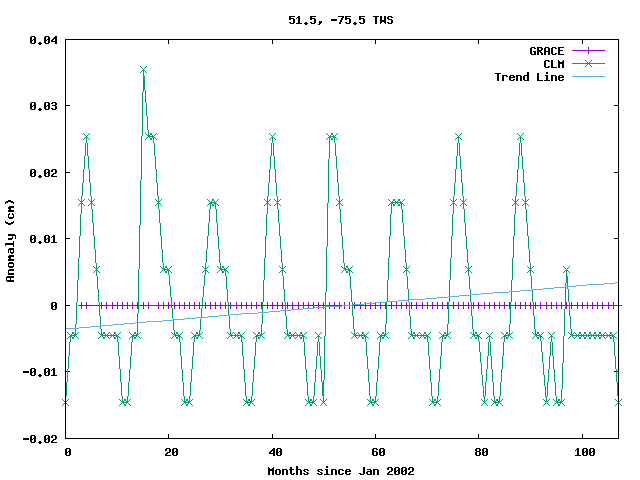 51.5, -75.5 TWS
0.04
0.03
0.02
0.01
0
-0.01
-0.02
Anomaly (cm)
GRACE
CLM
Trend Line
0 20 40 60 80 100
Months since Jan 2002